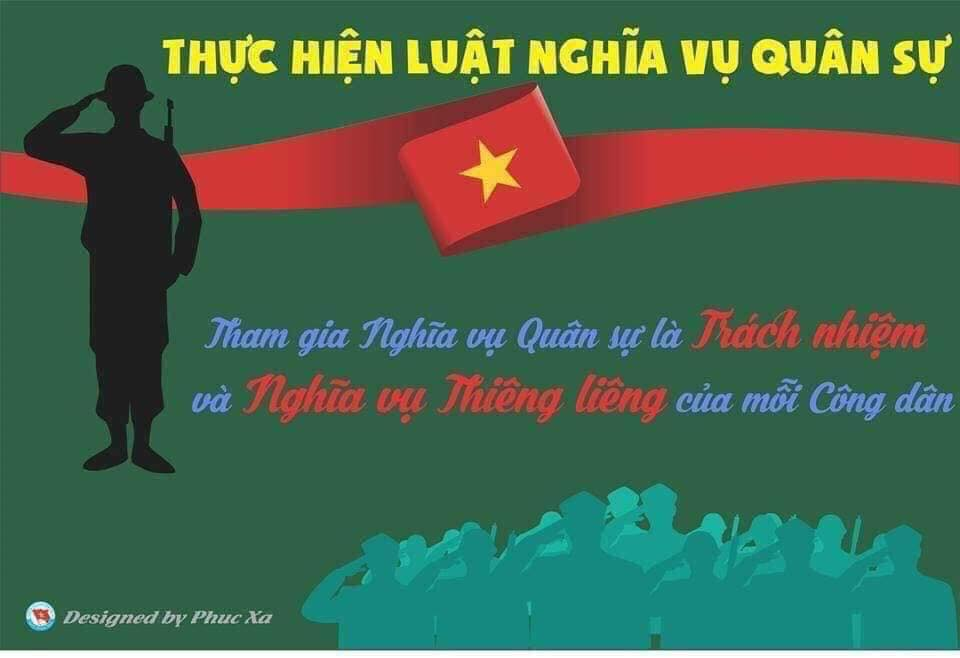 THỰC HIỆN LUẬT NGHĨA VỤ QUÂN SỰ
Tham gia Nghĩa vụ Quân sự là Trách nhiệm
và Nghĩa vụ Thiêng liêng của mỗi Công dân
Designed by Phuc Xa